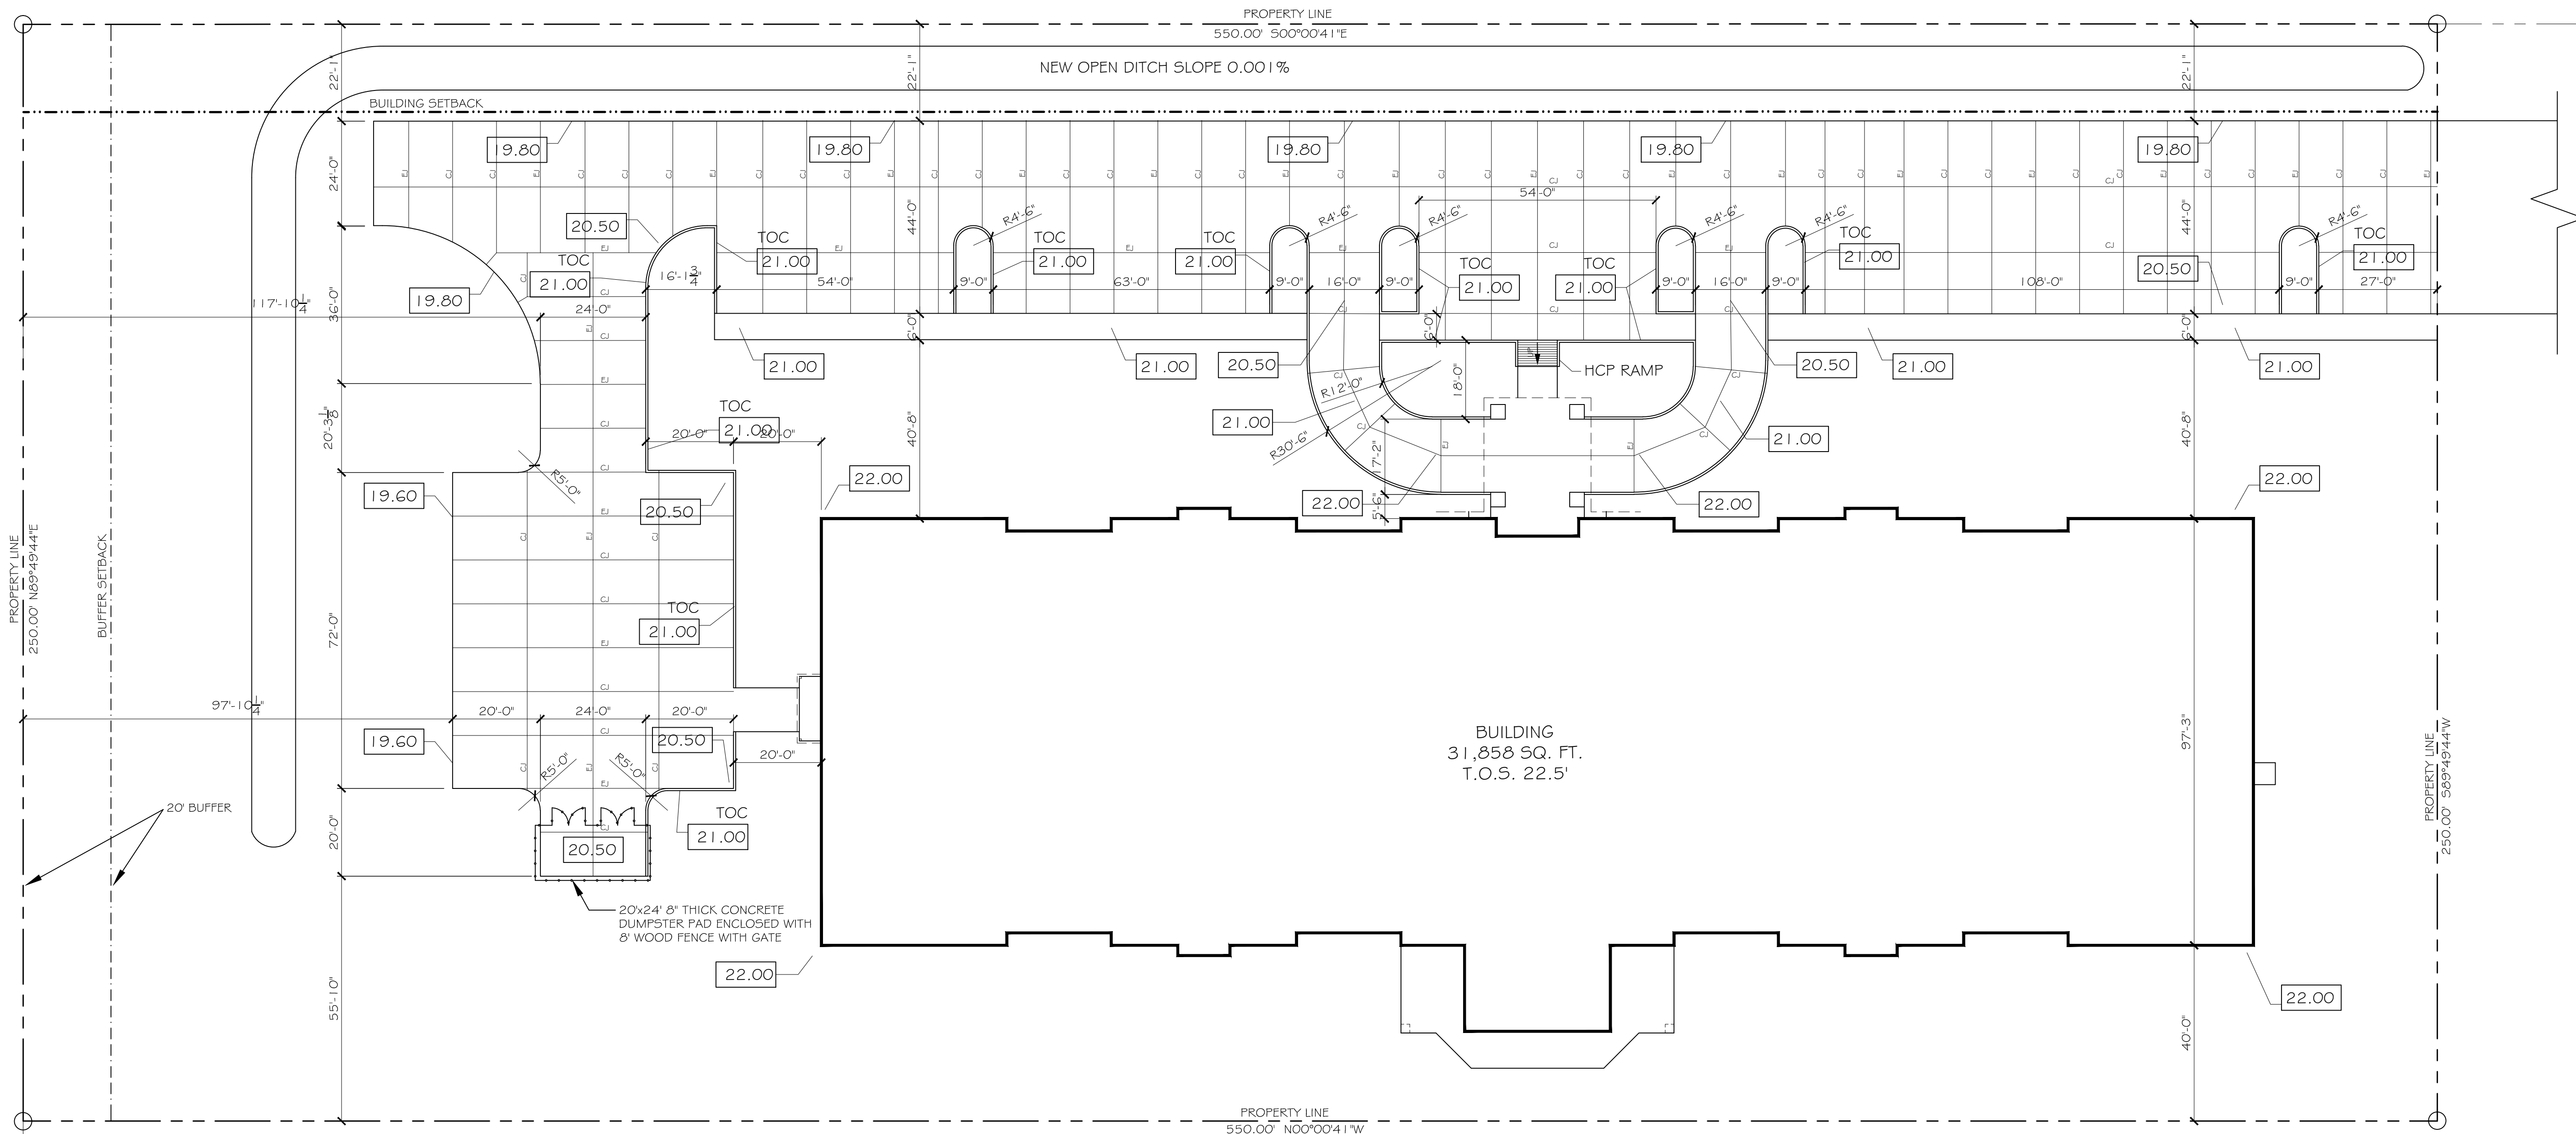 PROPERTY LINE
550.00'  S00°00'41"E
NEW OPEN DITCH SLOPE 0.001%
22'-1"
22'-1"
22'-1"
BUILDING SETBACK
19.80
19.80
19.80
19.80
19.80
EJ
CJ
CJ
EJ
CJ
CJ
CJ
EJ
CJ
CJ
CJ
24'-0"
44'-0"
44'-0"
54'-0"
20.50
TOC
21.00
TOC
21.00
R4'-6"
TOC
21.00
TOC
21.00
R4'-6"
R4'-6"
TOC
21.00
TOC
21.00
R4'-6"
R4'-6"
TOC
21.00
20.50
R4'-6"
TOC
21.00
16'-1 3/4"
54'-0"
9'-0"
63'-0"
9'-0"
16'-0"
9'-0"
9'-0"
16'-0"
9'-0"
108'-0"
9'-0"
27'-0"
19.80
117'-10 1/4"
36'-0"
24'-0"
6'-0"
6'-0"
6'-0"
21.00
21.00
20.50
UP
HCP RAMP
20.50
21.00
21.00
R12'-0"
18'-0"
R30'-6"
21.00
21.00
17'-2"
5'-6"
22.00
22.00
20'-3 1/8"
TOC
21.00
20'-0"
20'-0"
40'-8"
40'-8"
22.00
22.00
R5'-0"
19.60
20.50
PROPERTY LINE
250.00'  N89°49'44"E
BUFFER SETBACK
72'-0"
TOC
21.00
97'-10 1/4"
20'-0"
24'-0"
20'-0"
19.60
20.50
20'-0"
R5'-0"
R5'-0"
BUILDING
31,858 SQ. FT.
T.O.S. 22.5'
97'-3"
PROPERTY LINE
250.00'  S89°49'44"W
20' BUFFER
20'-0"
TOC
21.00
20.50
20'x24' 8" THICK CONCRETE
DUMPSTER PAD ENCLOSED WITH
8' WOOD FENCE WITH GATE
22.00
22.00
55'-10"
40'-0"
PROPERTY LINE
550.00'  N00°00'41"W